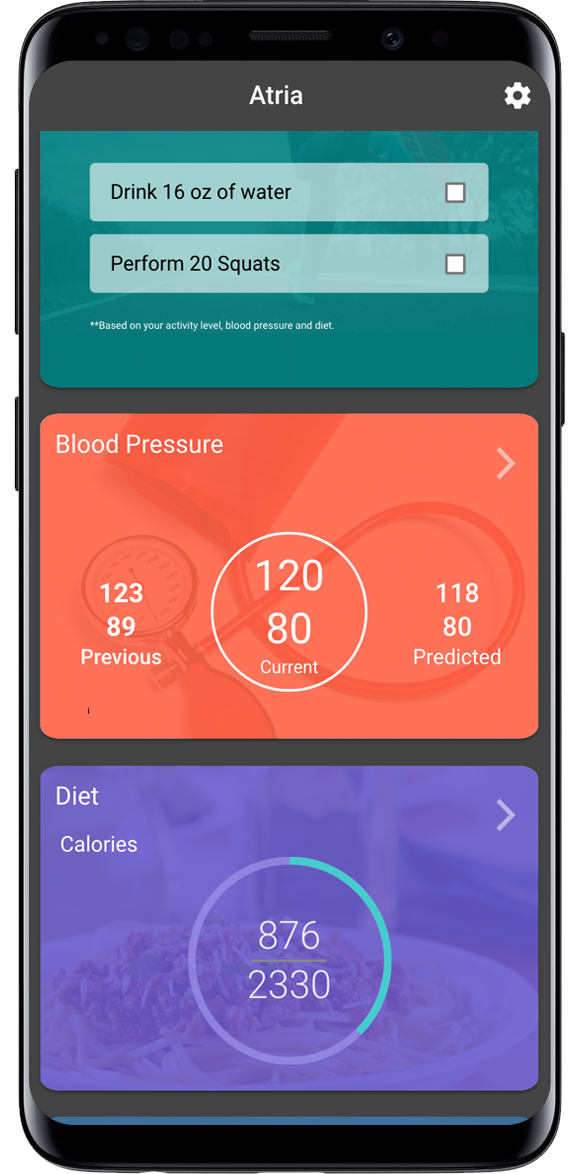 Atria
Drink 16 oz of water
Perform 20 Squats
**Based on your activity level, blood pressure and diet.
Blood Pressure
123
89
Previous
120
80
Current
118
80
Predicted
Diet
Calories
876
2330